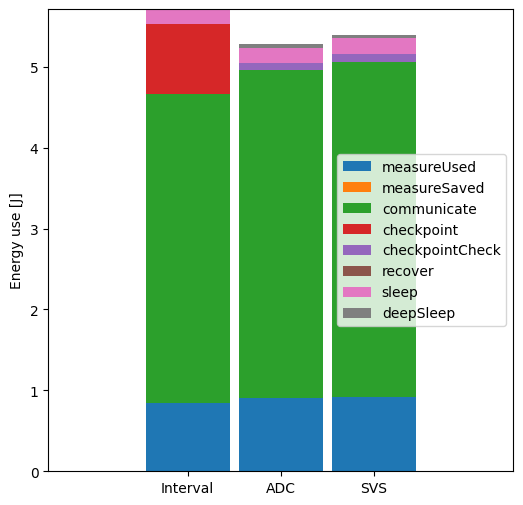 Energy use [J]
5
4
3
2
1
0
measureUsed
measureSaved
communicate
checkpoint
checkpointCheck
recover
sleep
deepSleep
Interval ADC SVS